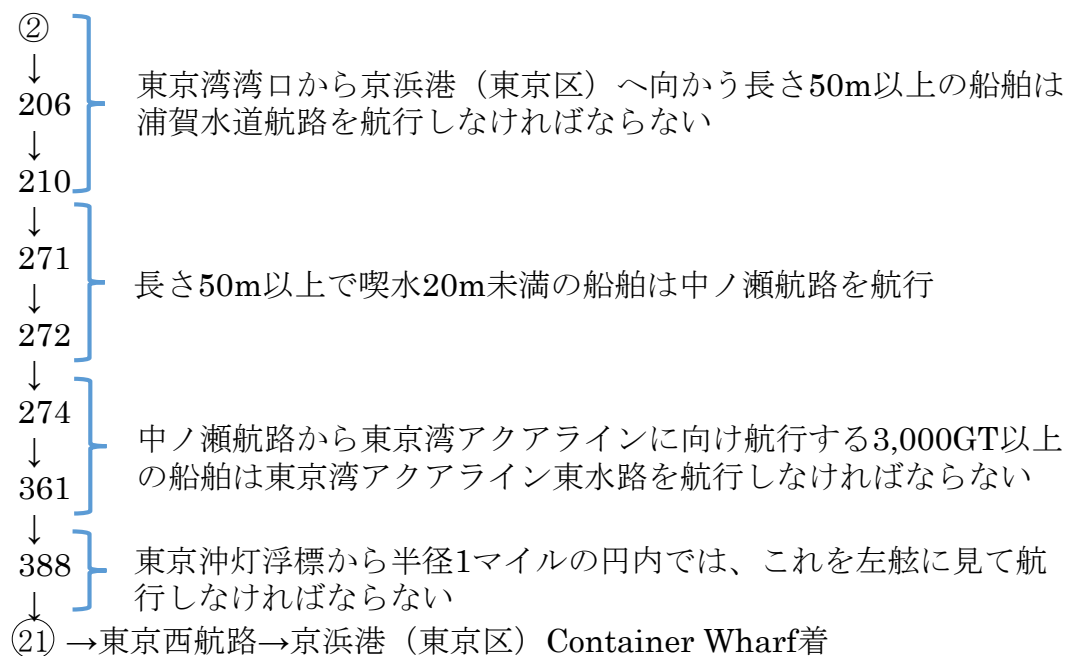 ②
↓
東京湾湾口から京浜港（東京区）へ向かう長さ50m以上の船舶は
206
浦賀水道航路を航行しなければならない
↓
210
↓
271
↓
長さ50m以上で喫水20m未満の船舶は中ノ瀬航路を航行
272
↓
274
中ノ瀬航路から東京湾アクアラインに向け航行する3,000GT以上
↓
の船舶は東京湾アクアライン東水路を航行しなければならない
361
↓
388 東京沖灯浮標から半径1マイルの円内では、これを左舷に見て航
行しなければならない
↓
㉑→東京西航路→京浜港（東京区）Container Wharf着